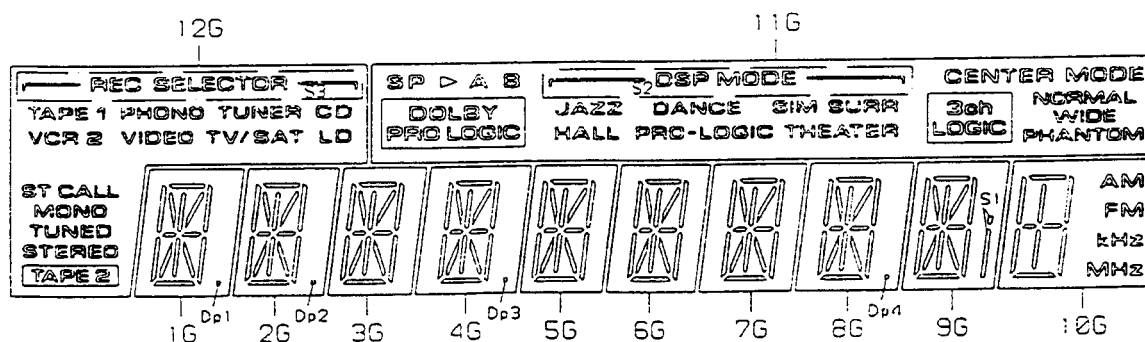 12G 11G
REC SELECTOR SP ▷ A B DSP MODE CENTER MODE
S3 S2
TAPE 1 PHONO TUNER CD DOLBY JAZZ DANCE SIM SURR 3ch NORMAL
VCR 2 VIDEO TV/SAT LD PRO LOGIC HALL PRO-LOGIC THEATER LOGIC WIDE
PHANTOM
ST CALL AM
MONO S1 FM
TUNED kHz
STEREO MHz
TAPE 2
Dp1 Dp2 Dp3 Dp4
1G 2G 3G 4G 5G 6G 7G 8G 9G 10G